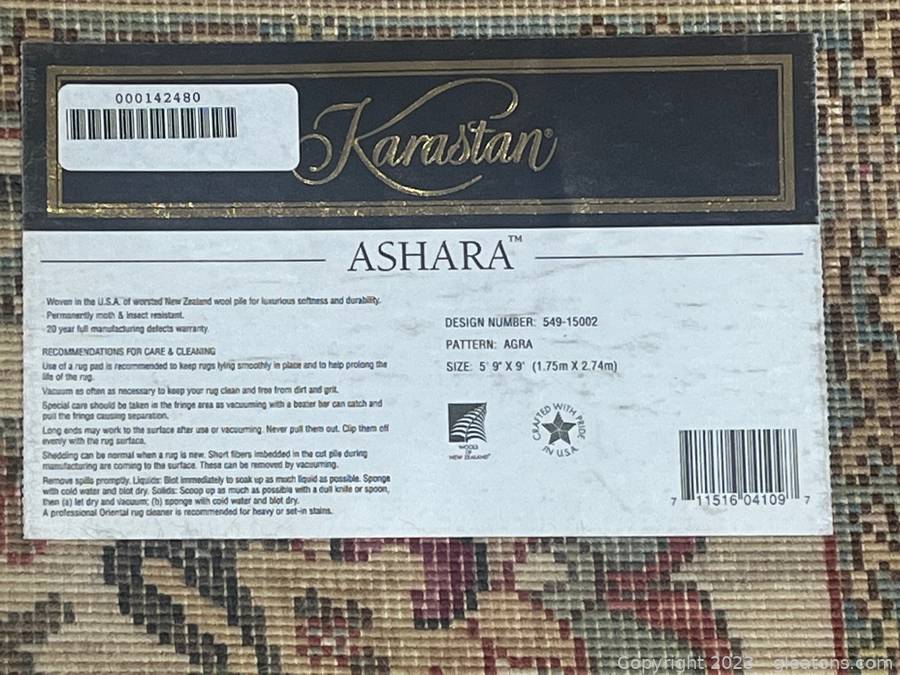 000142480
Karastan®
ASHARA™
Woven in the U.S.A. of worsted New Zealand wool pile for luxurious softness and durability.
Permanently moth & insect resistant.
20 year full manufacturing defects warranty.
RECOMMENDATIONS FOR CARE & CLEANING
Use of a rug pad is recommended to keep rugs lying smoothly in place and to help prolong the
life of the rug.
Vacuum as often as necessary to keep your rug clean and free from dirt and grit.
Special care should be taken in the fringe area as vacuuming with a beater bar can catch and
pull the fringe causing separation.
Long ends may work to the surface after use or vacuuming. Never pull them out. Clip them off
evenly with the rug surface.
Shedding can be normal when a rug is new. Short fibers imbedded in the cut pile during
manufacturing are coming to the surface. These can be removed by vacuuming.
Remove spills promptly. Liquids: Blot immediately to soak up as much liquid as possible. Sponge
with cold water and blot dry. Solids: Scoop up as much as possible with a dull knife or spoon,
then (a) let dry and vacuum; (b) sponge with cold water and blot dry.
A professional Oriental rug cleaner is recommended for heavy or set-in stains.
DESIGN NUMBER: 549-15002
PATTERN: AGRA
SIZE: 5' 9" X 9' (1.75m X 2.74m)
WOOLS
OF
NEW ZEALAND
CRAFTED WITH PRIDE
IN U.S.A.
7 11516 04109 7
Copyright 2023 - gleatons.com